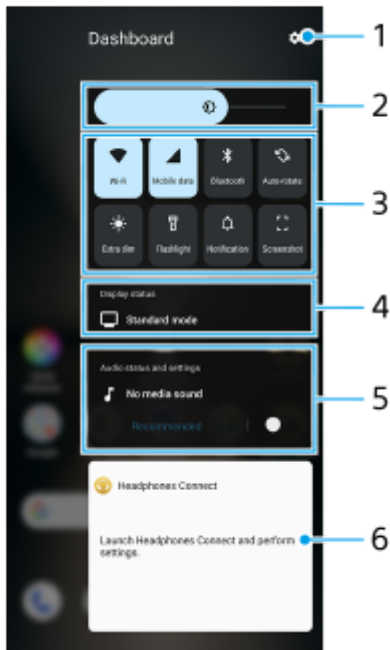 Dashboard
1
2
Wi-Fi
Mobile data
Bluetooth
Auto-rotate
3
Extra dim
Flashlight
Notification
Screenshot
Display status
4
Standard mode
Audio status and settings
No media sound
5
Recommended
Headphones Connect
Launch Headphones Connect and perform
6
settings.